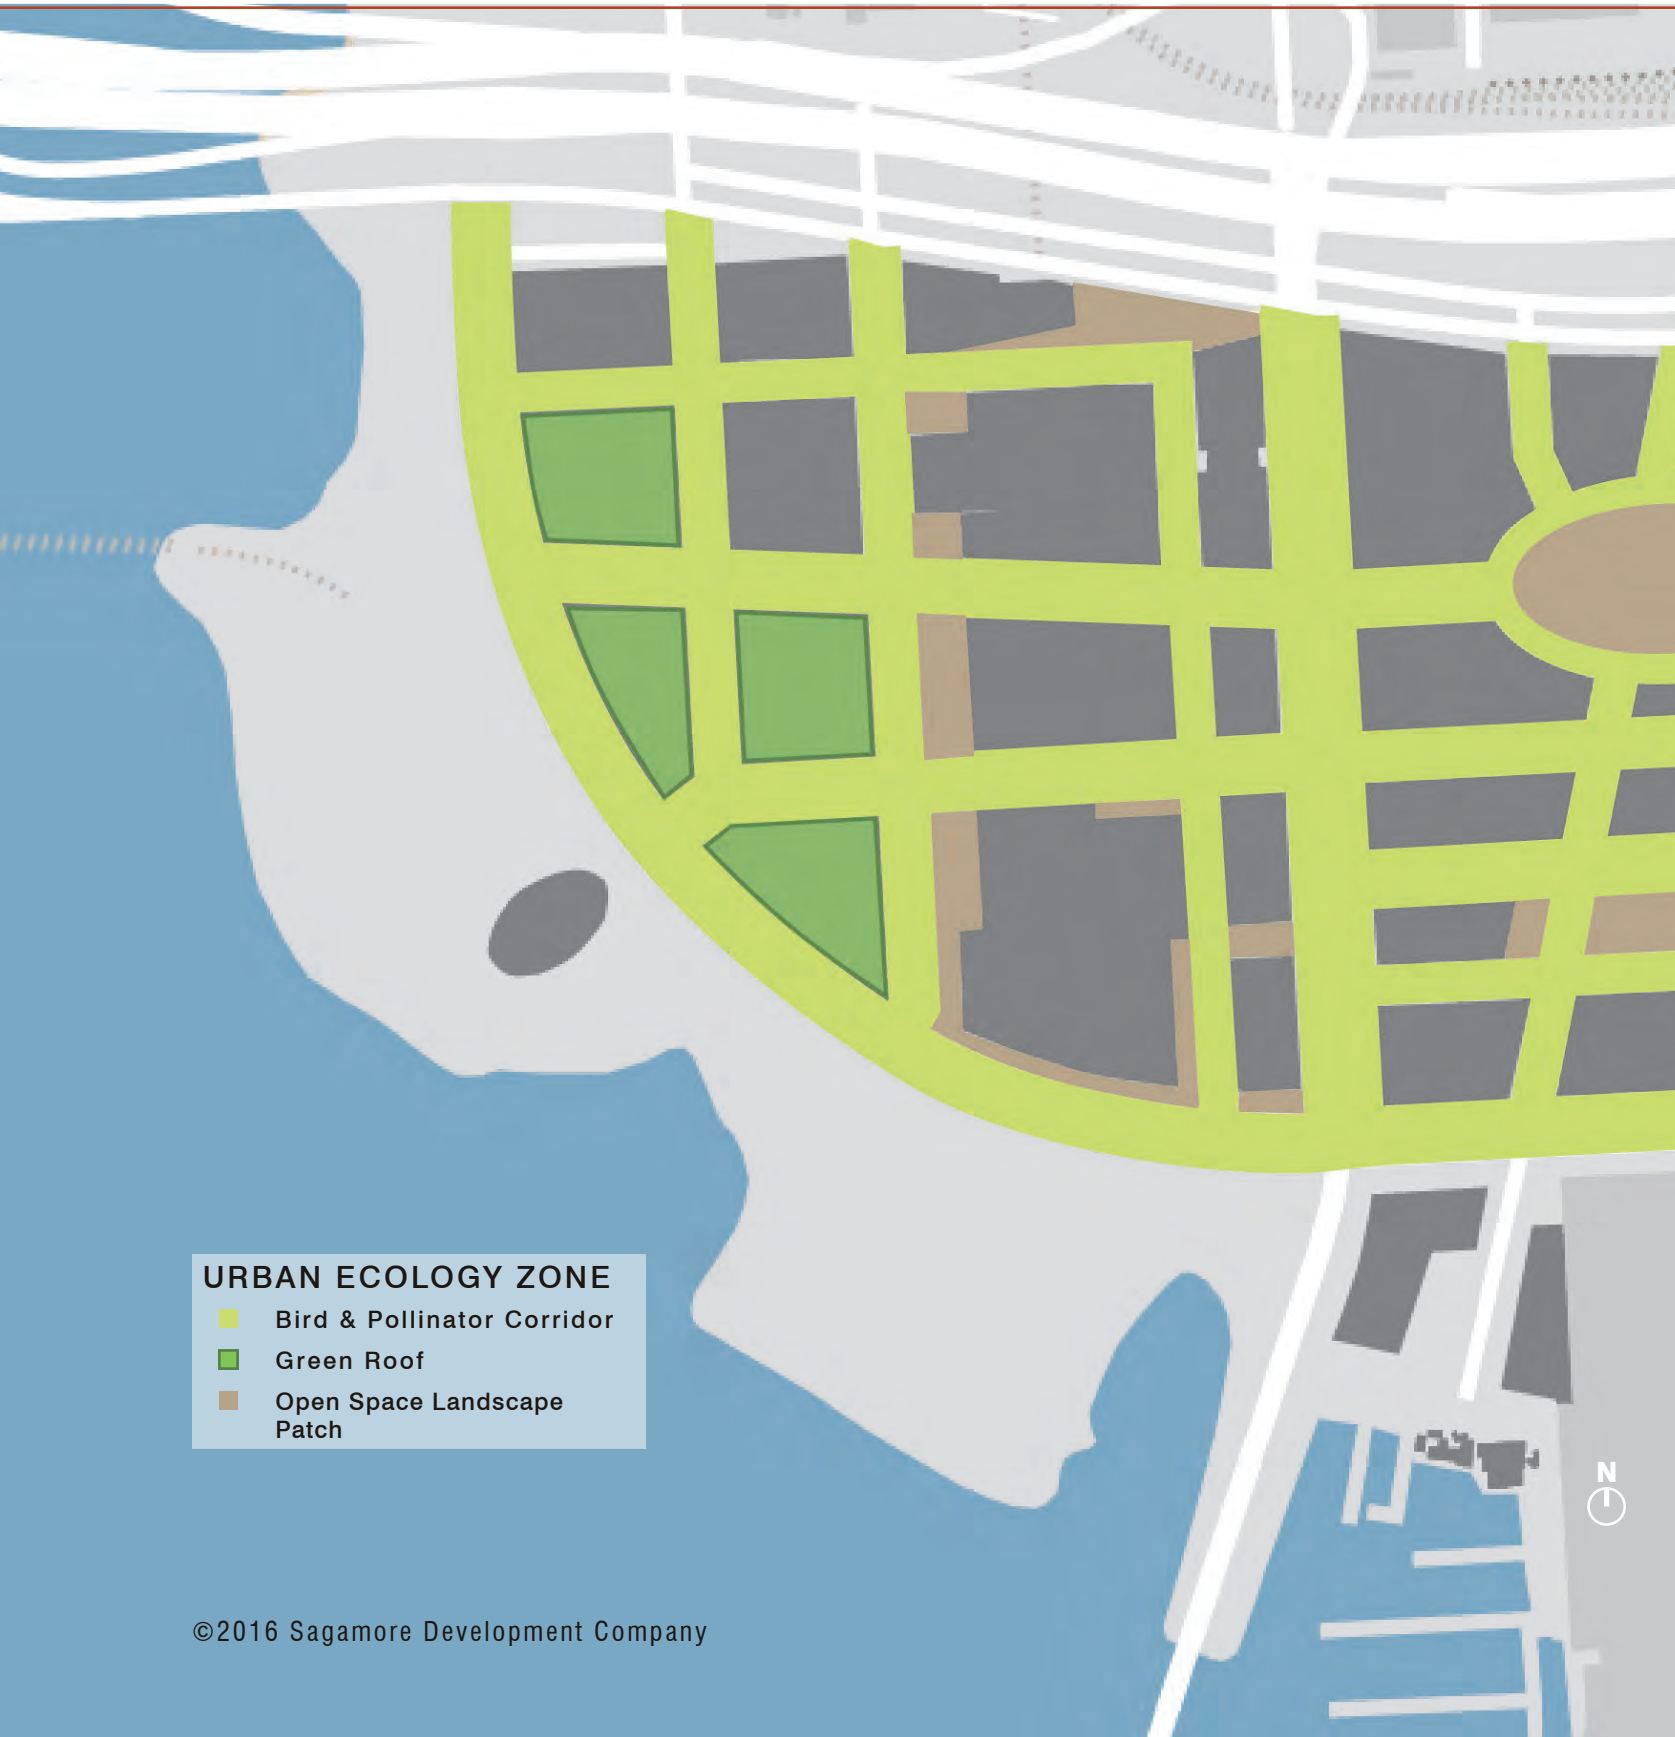 URBAN ECOLOGY ZONE
Bird & Pollinator Corridor
Green Roof
Open Space Landscape
Patch
N
©2016 Sagamore Development Company